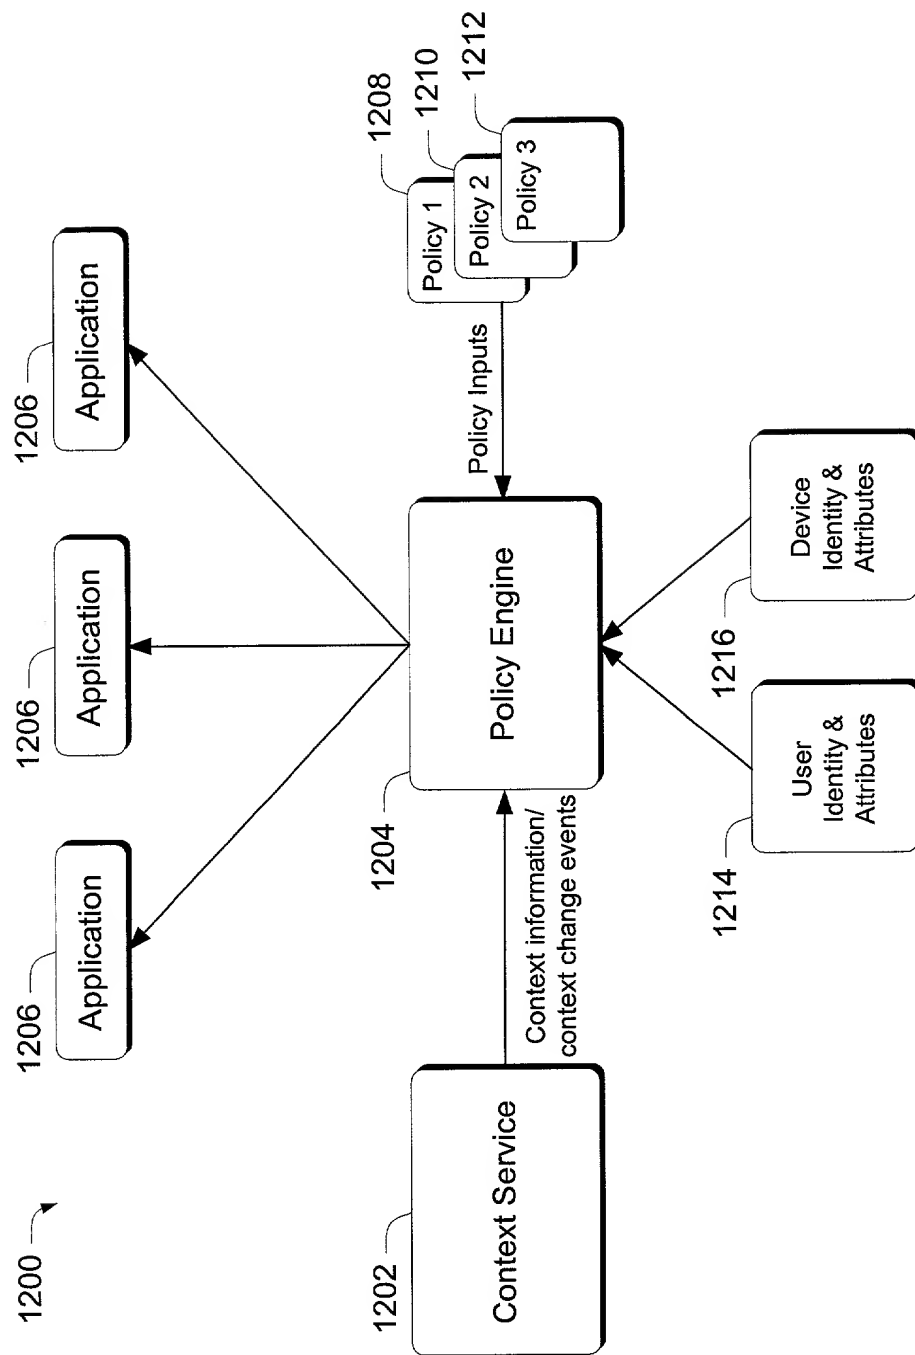 1200
1206
Application
1206
Application
1206
Application
1202
Context Service
Context information/
context change events
1204
Policy Engine
Policy Inputs
1208
Policy 1
1210
Policy 2
1212
Policy 3
1214
User
Identity &
Attributes
1216
Device
Identity &
Attributes